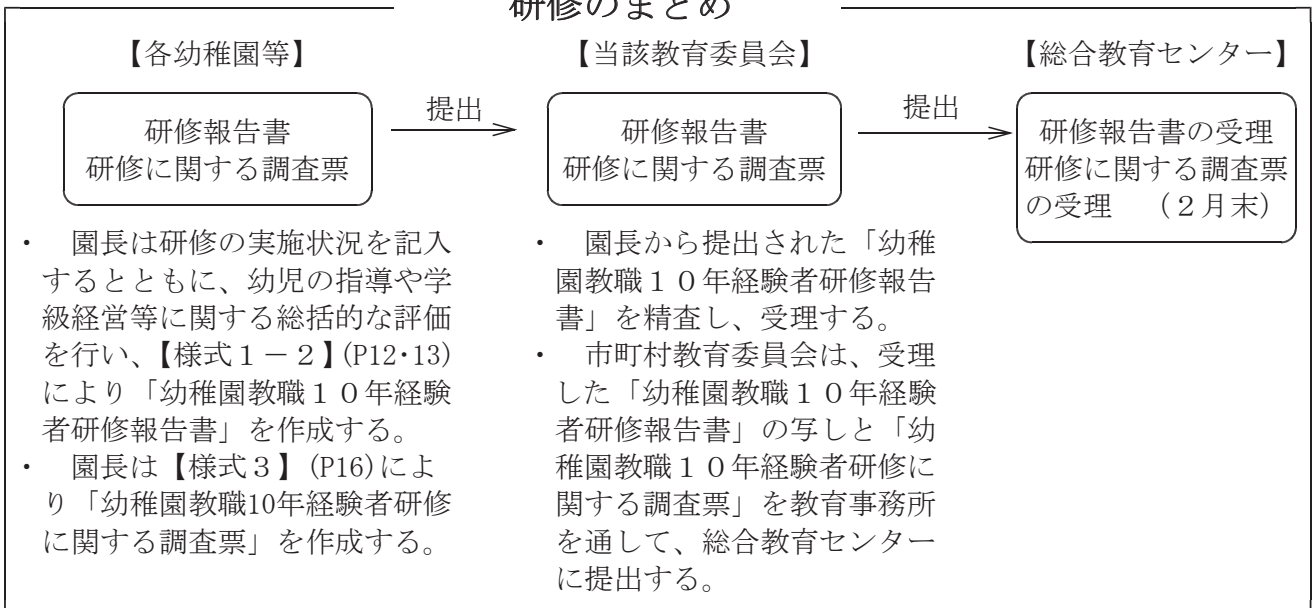 研修のまとめ
【各幼稚園等】
提出
研修報告書
研修に関する調査票
・ 園長は研修の実施状況を記入
するとともに、幼児の指導や学
級経営等に関する総括的な評価
を行い、【様式１－２】(P12・13)
により「幼稚園教職１０年経験
者研修報告書」を作成する。
・ 園長は【様式３】(P16)によ
り「幼稚園教職10年経験者研修
に関する調査票」を作成する。
【当該教育委員会】
提出
研修報告書
研修に関する調査票
・ 園長から提出された「幼稚
園教職１０年経験者研修報告
書」を精査し、受理する。
・ 市町村教育委員会は、受理
した「幼稚園教職１０年経験
者研修報告書」の写しと「幼
稚園教職１０年経験者研修に
関する調査票」を教育事務所
を通して、総合教育センター
に提出する。
【総合教育センター】
研修報告書の受理
研修に関する調査票
の受理 （２月末）